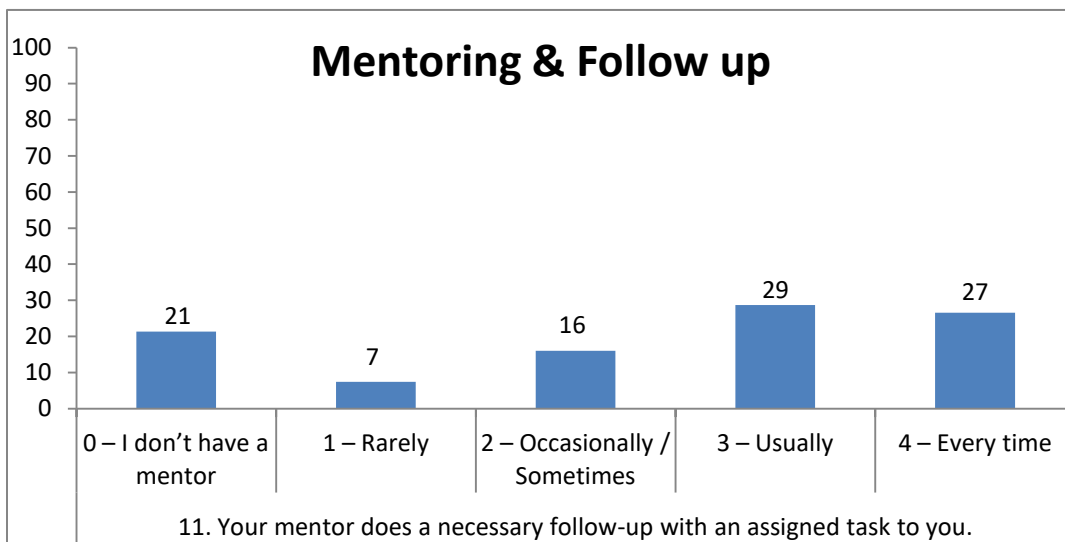 Mentoring & Follow up
100
90
80
70
60
50
40
30
20
10
0
21
7
16
29
27
0 – I don’t have a
mentor
1 – Rarely
2 – Occasionally /
Sometimes
3 – Usually
4 – Every time
11. Your mentor does a necessary follow-up with an assigned task to you.